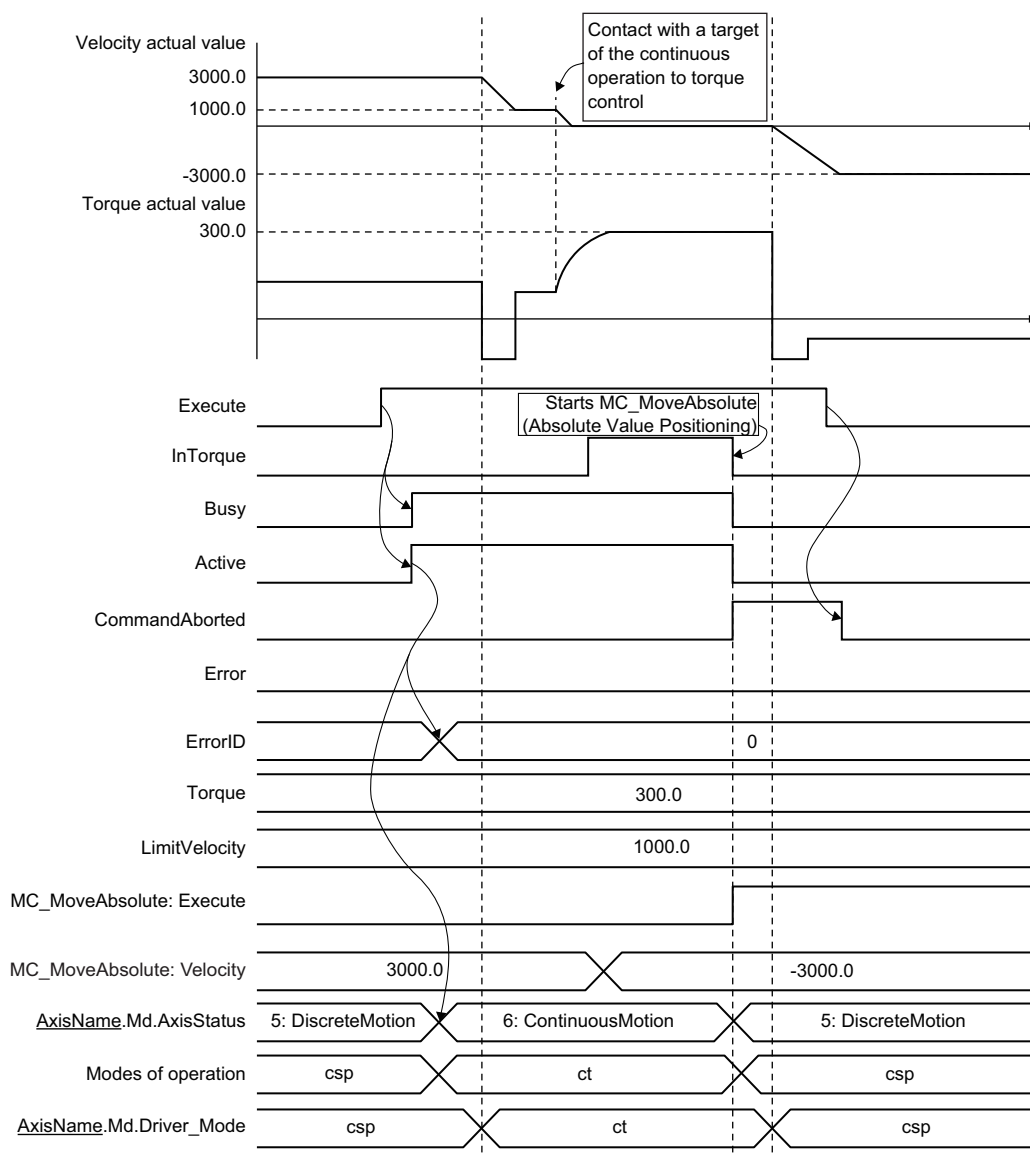 Velocity actual value
Contact with a target
of the continuous
operation to torque
control
3000.0
1000.0
-3000.0
Torque actual value
300.0
Execute
Starts MC_MoveAbsolute
(Absolute Value Positioning)
InTorque
Busy
Active
CommandAborted
Error
ErrorID
0
Torque
300.0
LimitVelocity
1000.0
MC_MoveAbsolute: Execute
MC_MoveAbsolute: Velocity
3000.0
-3000.0
AxisName.Md.AxisStatus
5: DiscreteMotion
6: ContinuousMotion
5: DiscreteMotion
Modes of operation
csp
ct
csp
AxisName.Md.Driver_Mode
csp
ct
csp